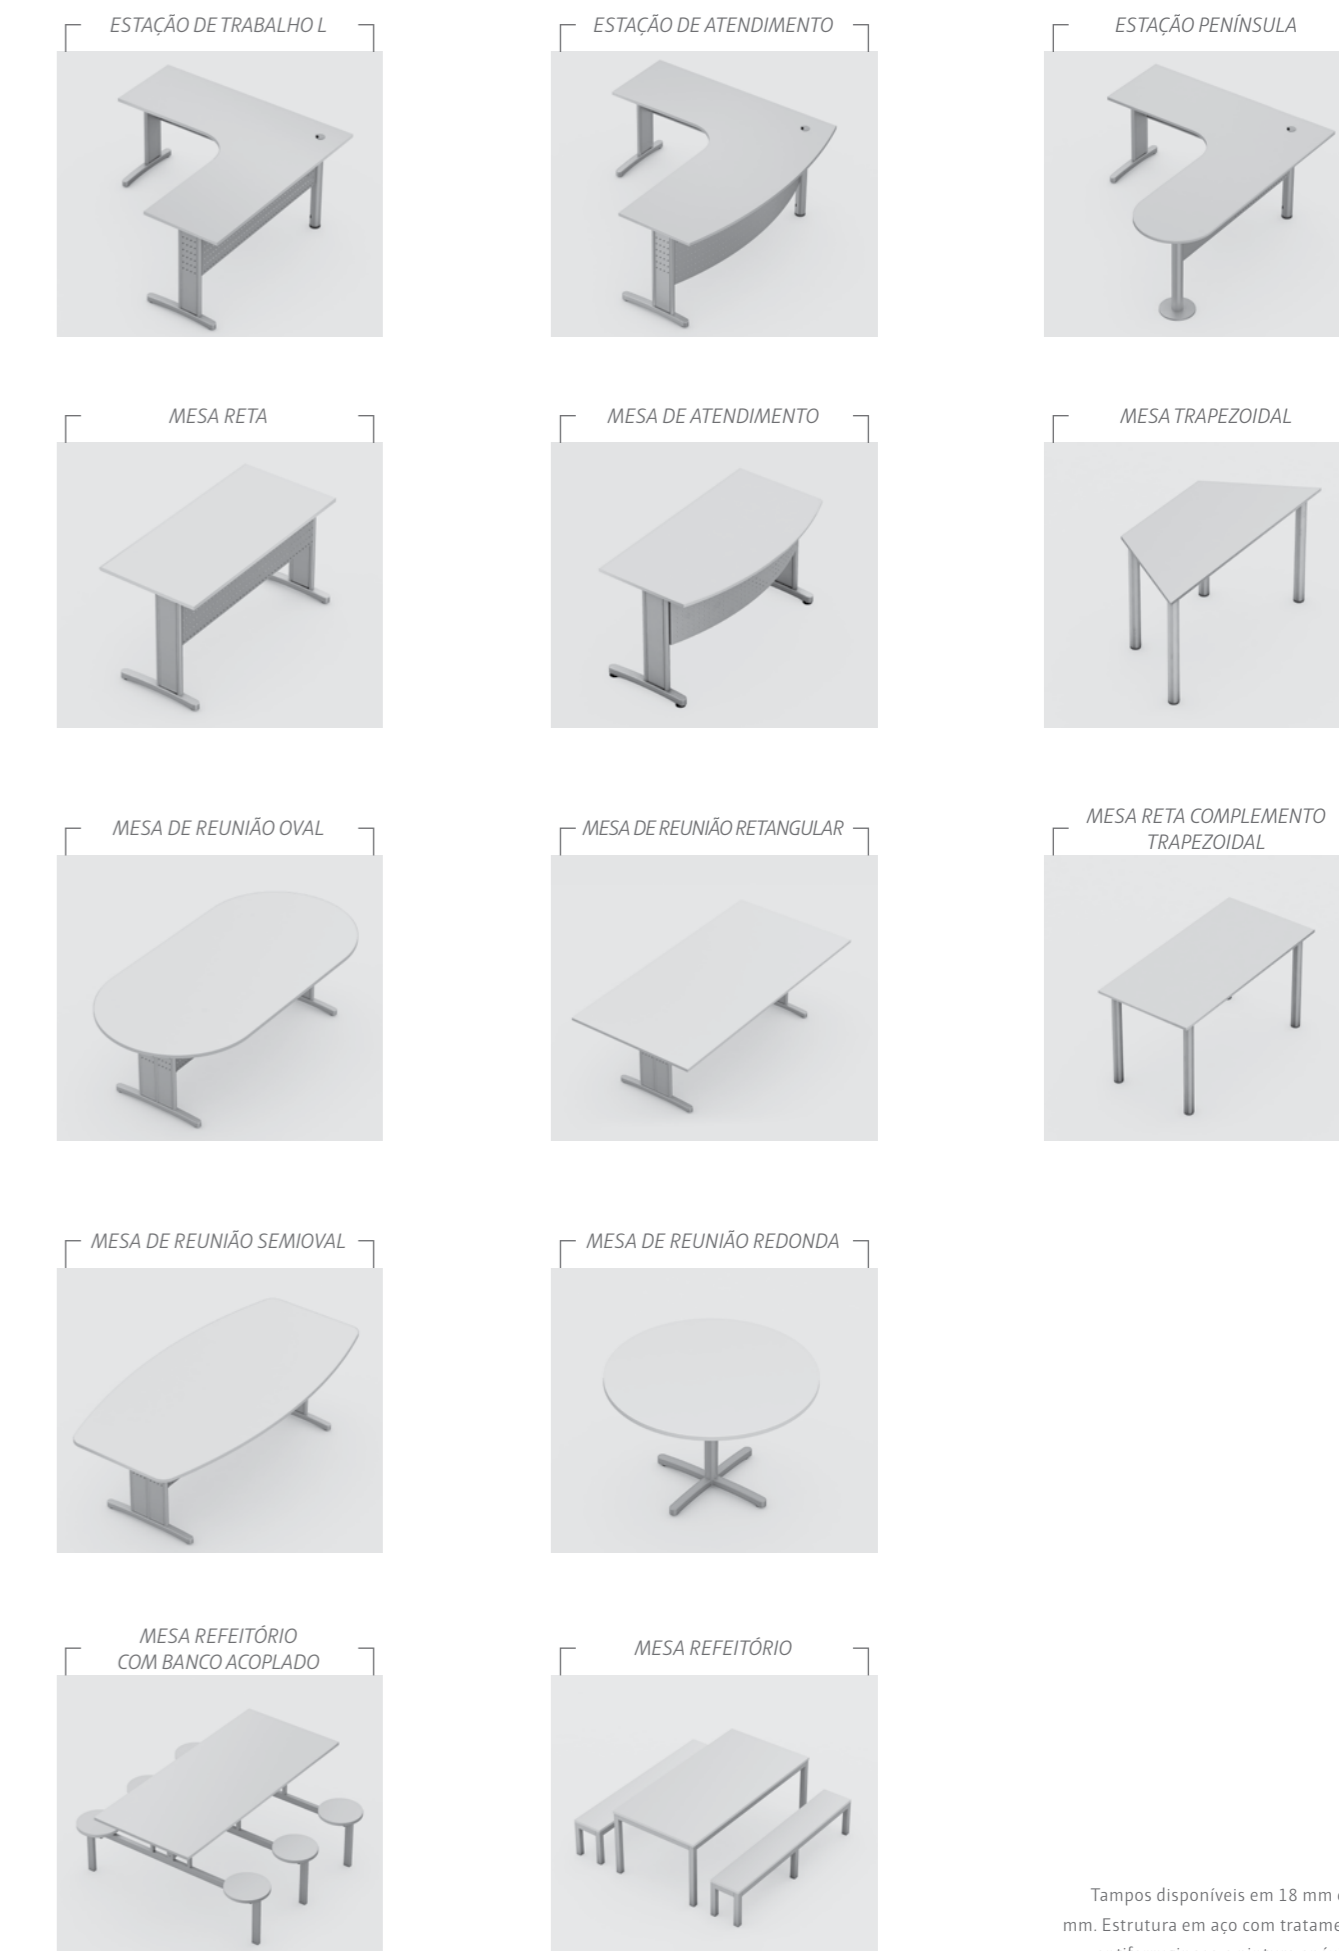 ESTAÇÃO DE TRABALHO L
ESTAÇÃO DE ATENDIMENTO
ESTAÇÃO PENÍNSULA
MESA RETA
MESA DE ATENDIMENTO
MESA TRAPEZOIDAL
MESA DE REUNIÃO OVAL
MESA DE REUNIÃO RETANGULAR
MESA RETA COMPLEMENTO
TRAPEZOIDAL
MESA DE REUNIÃO SEMIOVAL
MESA DE REUNIÃO REDONDA
MESA REFEITÓRIO
COM BANCO ACOPLADO
MESA REFEITÓRIO
Tampos disponíveis em 18 mm
mm. Estrutura em aço com